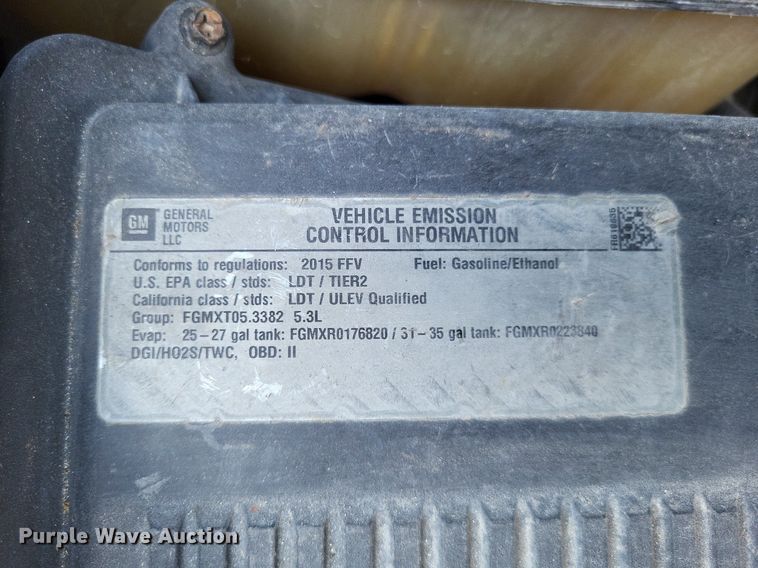 GM
GENERAL
MOTORS
LLC
VEHICLE EMISSION
CONTROL INFORMATION
Conforms to regulations: 2015 FFV Fuel: Gasoline/Ethanol
U.S. EPA class / stds: LDT / TIER2
California class / stds: LDT / ULEV Qualified
Group: FGMXT05.3382 5.3L
Evap: 25-27 gal tank: FGMXR0176820 / 31-35 gal tank: FGMXR0223840
DGI/HO2S/TWC, OBD: II
Purple Wave Auction